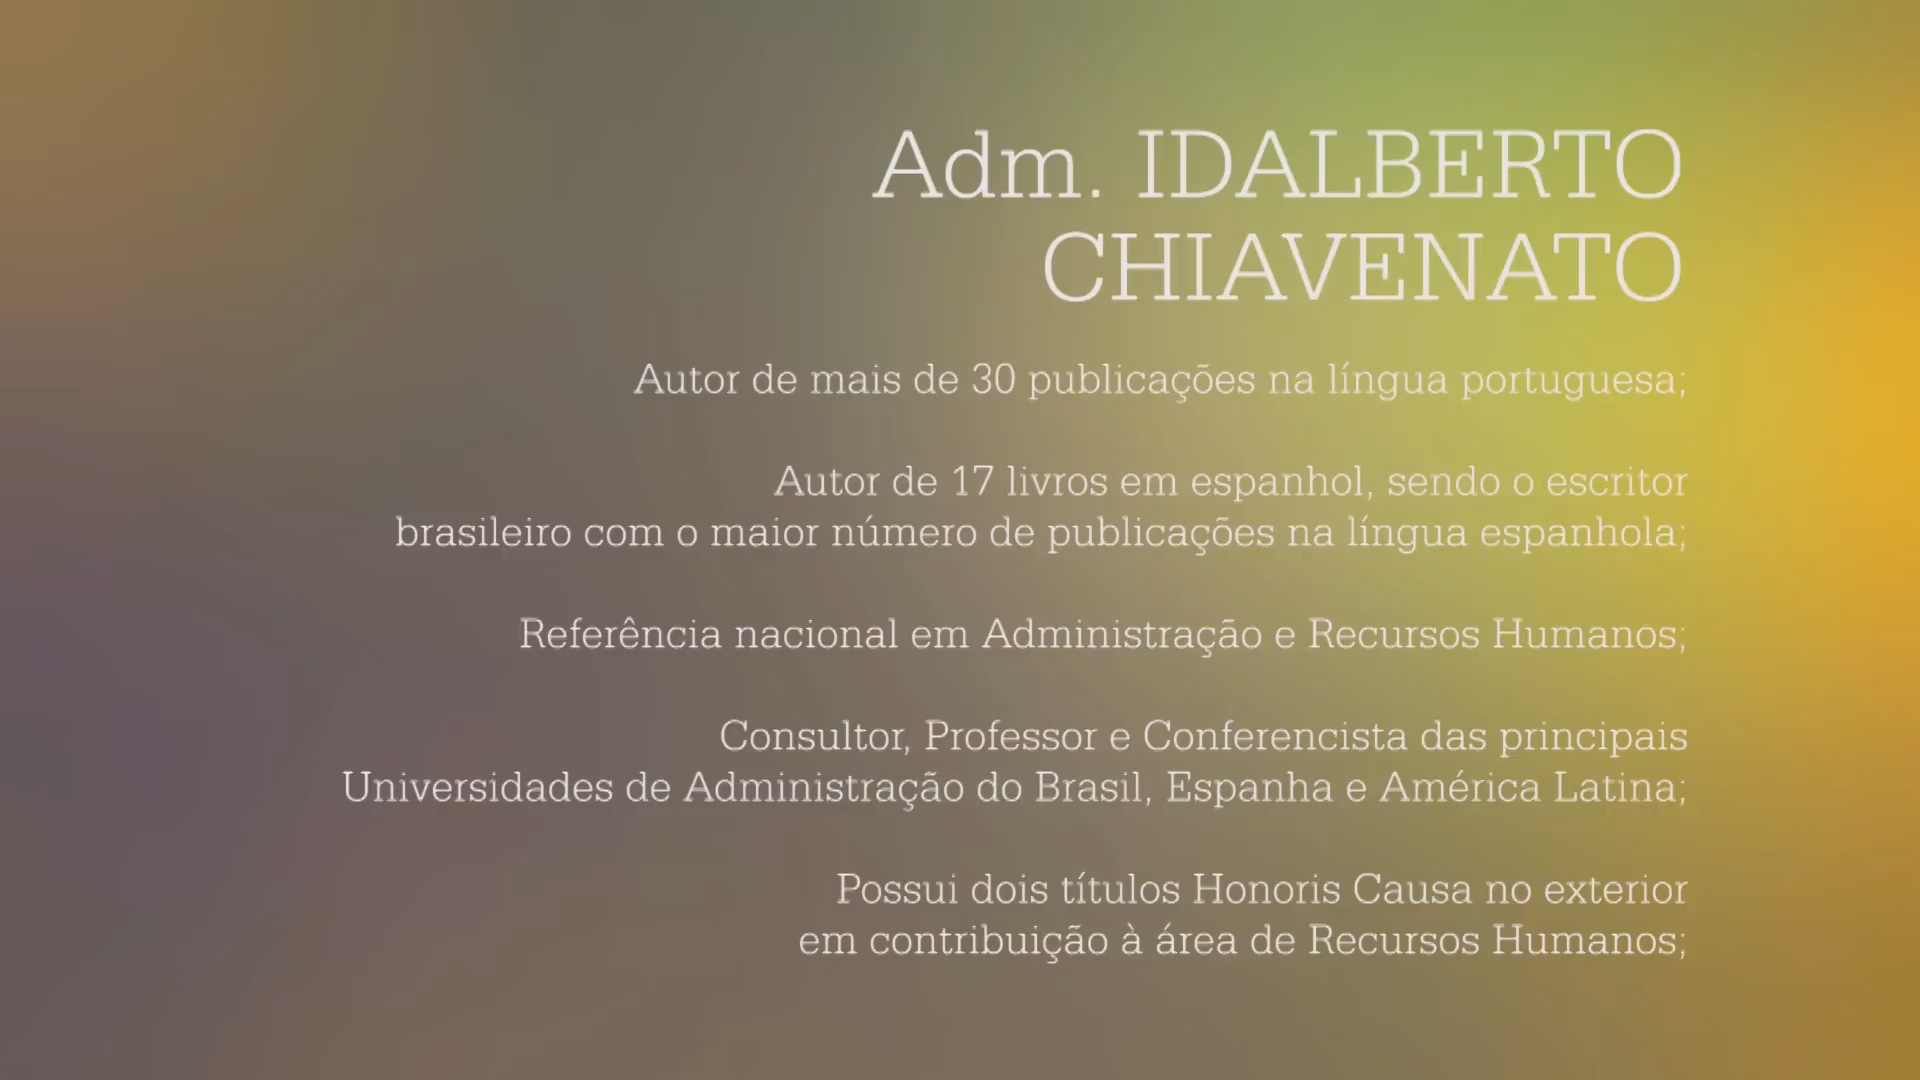 Adm. IDALBERTO
CHIAVENATO
Autor de mais de 30 publicações na língua portuguesa;
Autor de 17 livros em espanhol, sendo o escritor
brasileiro com o maior número de publicações na língua espanhola;
Referência nacional em Administração e Recursos Humanos;
Consultor, Professor e Conferencista das principais
Universidades de Administração do Brasil, Espanha e América Latina;
Possui dois títulos Honoris Causa no exterior
em contribuição à área de Recursos Humanos;